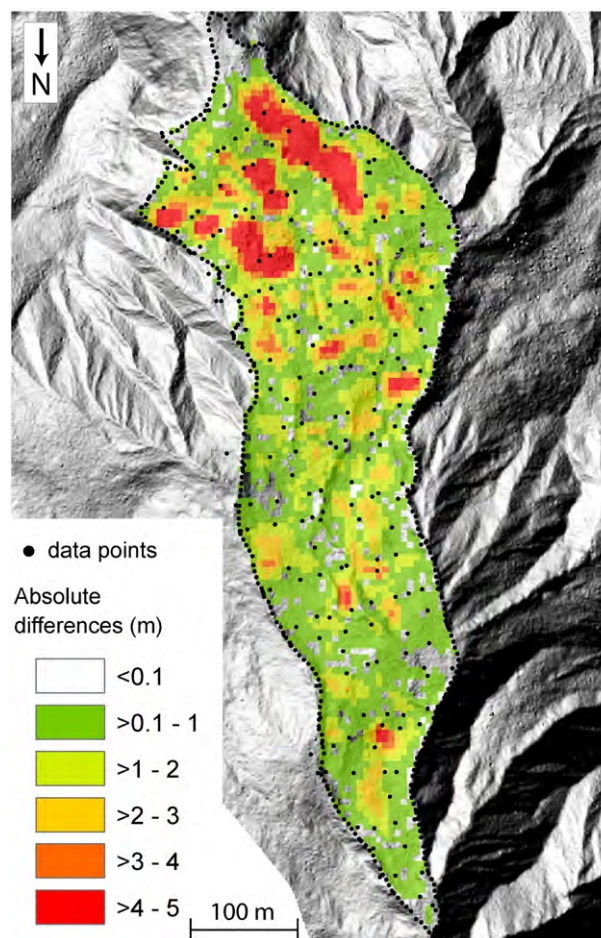 N
data points
Absolute
differences (m)
<0.1
>0.1 - 1
>1 - 2
>2 - 3
>3 - 4
>4 - 5
100 m